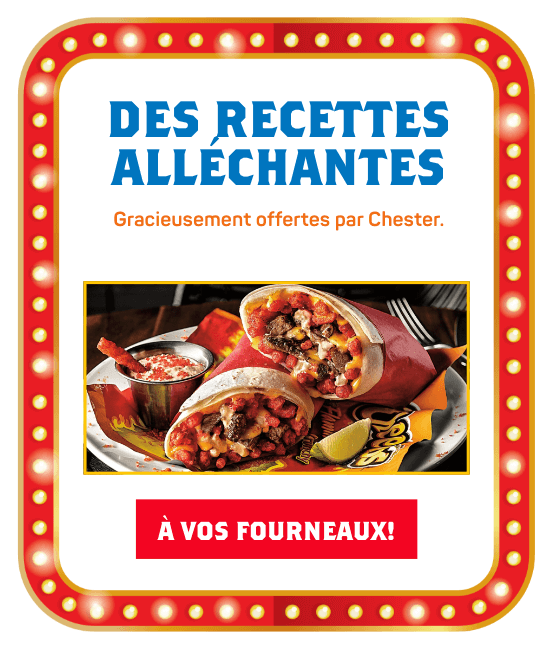 DES RECETTES
ALLÉCHANTES
Gracieusement offertes par Chester.
À VOS FOURNEAUX!